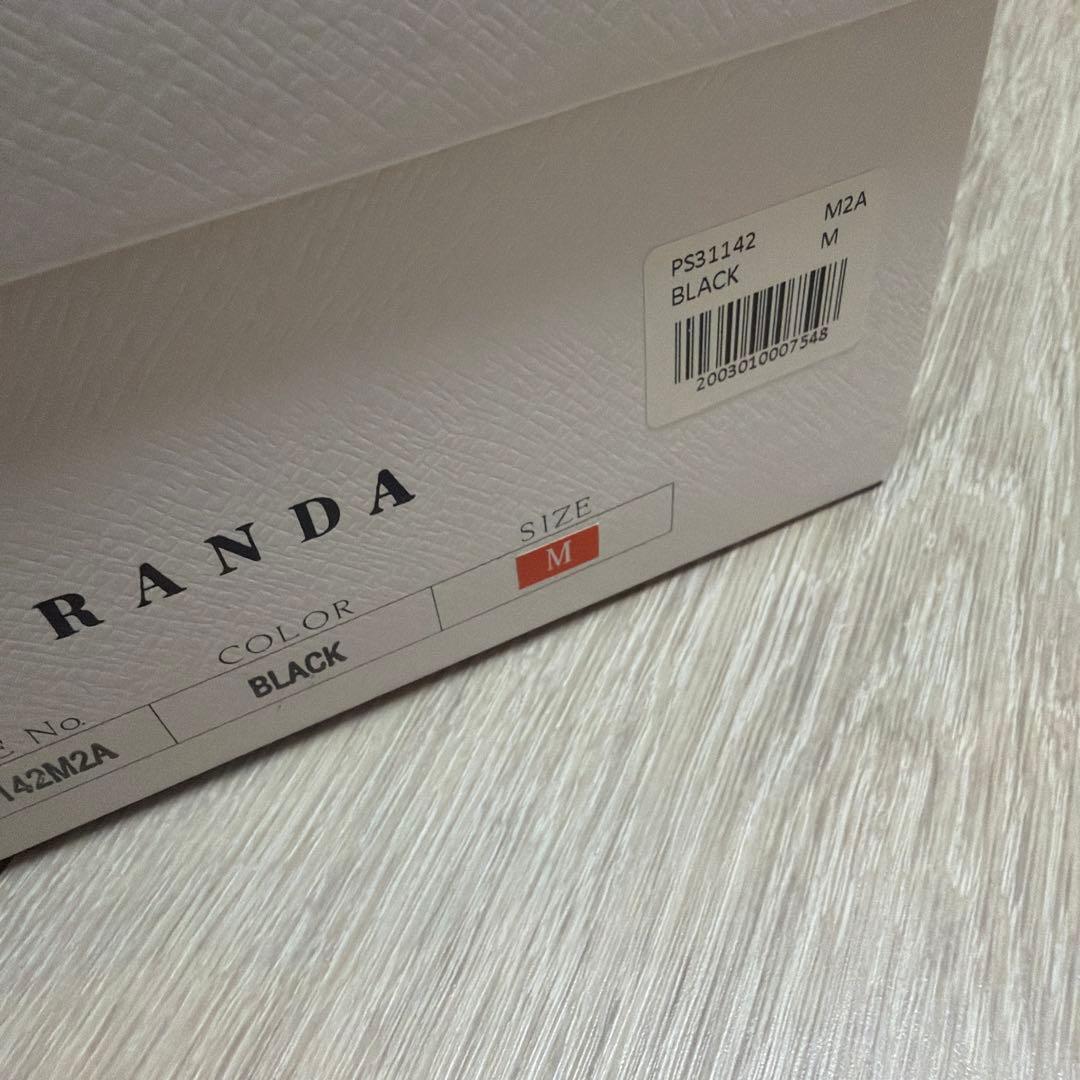 PS31142 M2A
BLACK M
2003010007548
RANDA
E No. COLOR SIZE
142M2A BLACK M